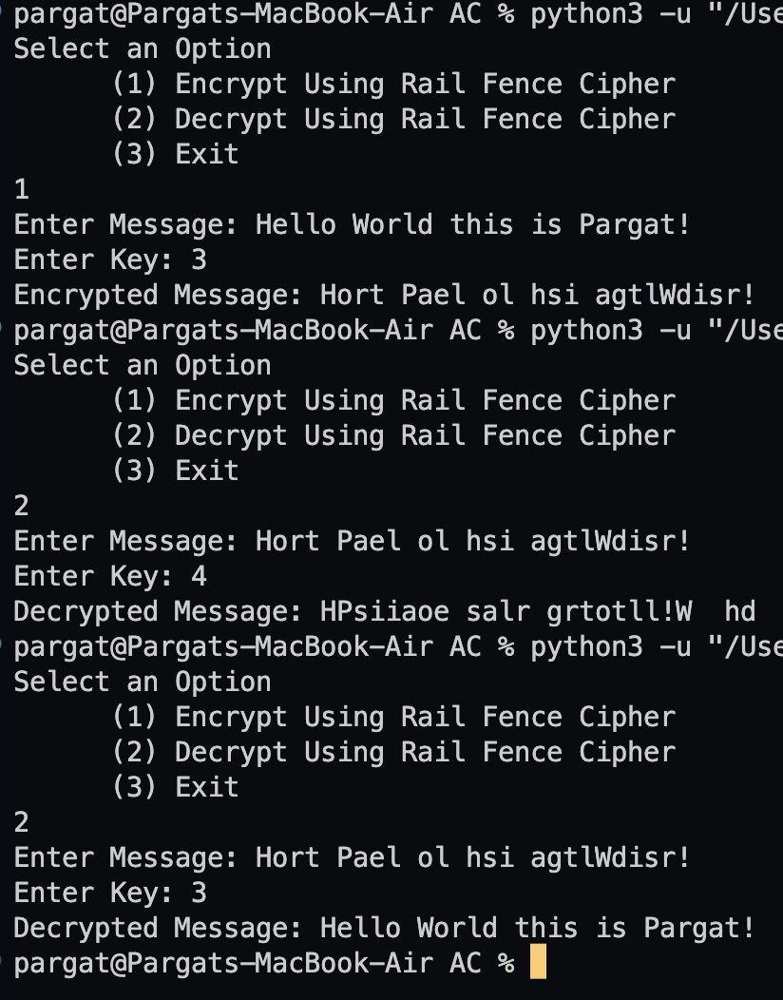 pargat@Pargats-MacBook-Air AC % python3 -u "/Use
Select an Option
      (1) Encrypt Using Rail Fence Cipher
      (2) Decrypt Using Rail Fence Cipher
      (3) Exit
1
Enter Message: Hello World this is Pargat!
Enter Key: 3
Encrypted Message: Hort Pael ol hsi agtlWdisr!
pargat@Pargats-MacBook-Air AC % python3 -u "/Use
Select an Option
      (1) Encrypt Using Rail Fence Cipher
      (2) Decrypt Using Rail Fence Cipher
      (3) Exit
2
Enter Message: Hort Pael ol hsi agtlWdisr!
Enter Key: 4
Decrypted Message: HPsiiaoe salr grtotll!W  hd
pargat@Pargats-MacBook-Air AC % python3 -u "/Use
Select an Option
      (1) Encrypt Using Rail Fence Cipher
      (2) Decrypt Using Rail Fence Cipher
      (3) Exit
2
Enter Message: Hort Pael ol hsi agtlWdisr!
Enter Key: 3
Decrypted Message: Hello World this is Pargat!
pargat@Pargats-MacBook-Air AC %